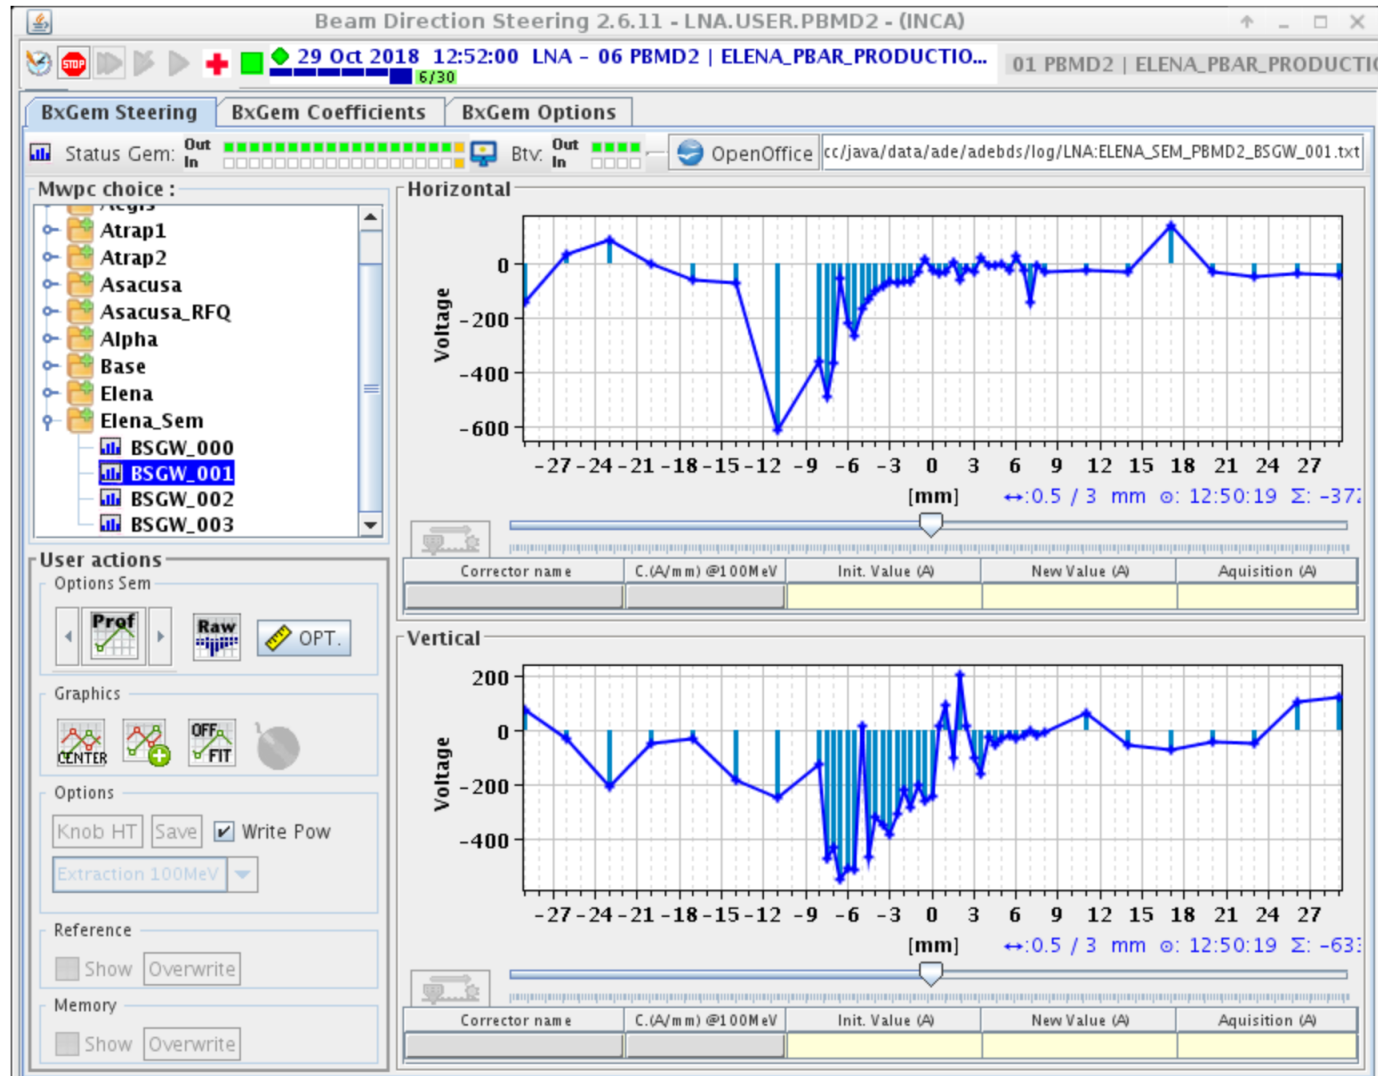 Beam Direction Steering 2.6.11 - LNA.USER.PBMD2 - (INCA)
STOP
29 Oct 2018 12:52:00 LNA - 06 PBMD2 | ELENA_PBAR_PRODUCTIO...
01 PBMD2 | ELENA_PBAR_PRODUCTIO
6/30
BxGem Steering
BxGem Coefficients
BxGem Options
Status Gem:
Out
In
Btv:
Out
In
OpenOffice
cc/java/data/ade/adebds/log/LNA:ELENA_SEM_PBMD2_BSGW_001.txt
Mwpc choice :
Aegis
Atrap1
Atrap2
Asacusa
Asacusa_RFQ
Alpha
Base
Elena
Elena_Sem
BSGW_000
BSGW_001
BSGW_002
BSGW_003
User actions
Options Sem
Prof
Raw
OPT.
Graphics
CENTER
OFF
FIT
Options
Knob HT
Save
Write Pow
Extraction 100MeV
Reference
Show
Overwrite
Memory
Show
Overwrite
Horizontal
Voltage
0
-200
-400
-600
-27 -24 -21 -18 -15 -12 -9 -6 -3 0 3 6 9 12 15 18 21 24 27
[mm]
↔:0.5 / 3 mm ⊙: 12:50:19 Σ: -372
Corrector name
C.(A/mm) @100MeV
Init. Value (A)
New Value (A)
Aquisition (A)
Vertical
Voltage
200
0
-200
-400
-27 -24 -21 -18 -15 -12 -9 -6 -3 0 3 6 9 12 15 18 21 24 27
[mm]
↔:0.5 / 3 mm ⊙: 12:50:19 Σ: -633
Corrector name
C.(A/mm) @100MeV
Init. Value (A)
New Value (A)
Aquisition (A)